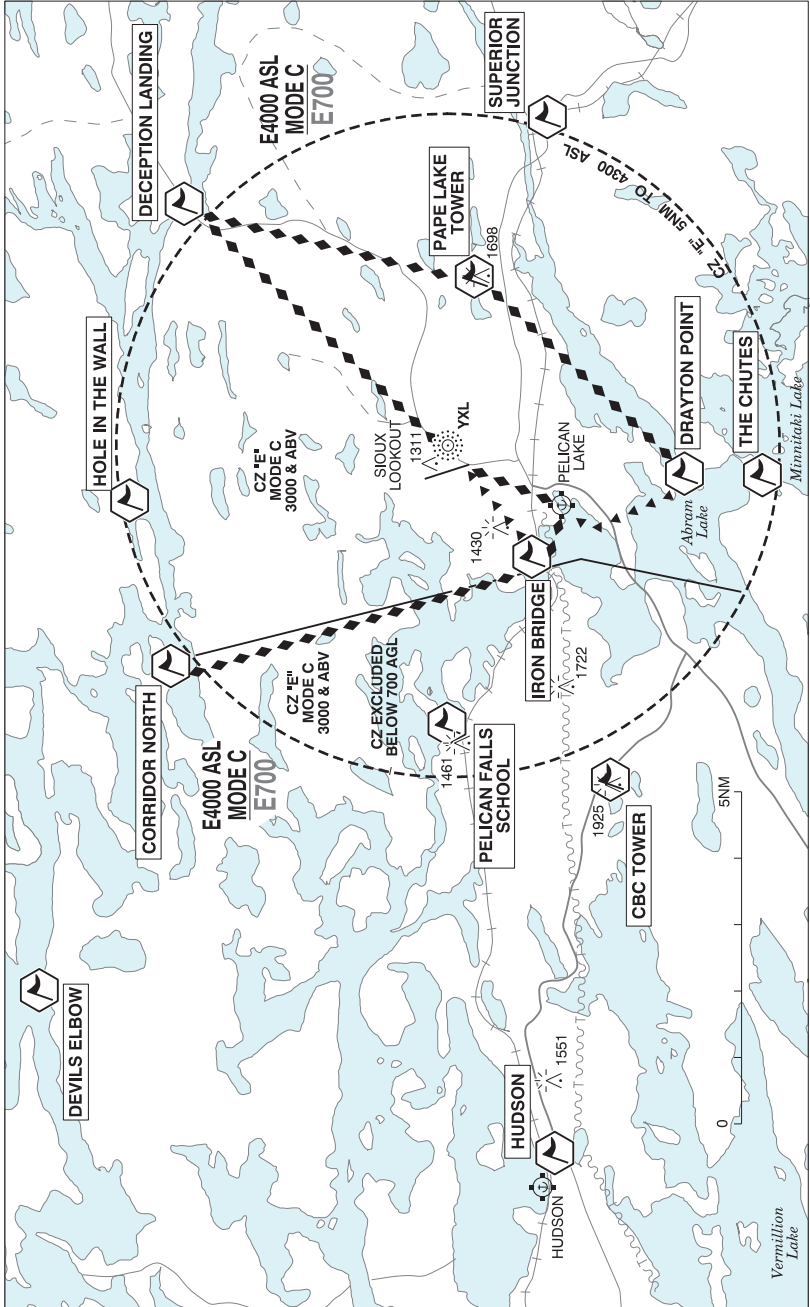 DEVILS ELBOW
CORRIDOR NORTH
HOLE IN THE WALL
DECEPTION LANDING
E4000 ASL
MODE C
E700
E4000 ASL
MODE C
E700
CZ "E"
MODE C
3000 & ABV
CZ "E"
MODE C
3000 & ABV
CZ EXCLUDED
BELOW 700 AGL
SIOUX
LOOKOUT
1311
YXL
PAPE LAKE
TOWER
1698
SUPERIOR
JUNCTION
1461
PELICAN FALLS
SCHOOL
1430
IRON BRIDGE
1722
PELICAN
LAKE
CZ "E" 5NM TO 4300 ASL
HUDSON
HUDSON
1551
1925
CBC TOWER
DRAYTON POINT
Abram
Lake
THE CHUTES
Minnitaki Lake
Vermillion
Lake
0
5NM